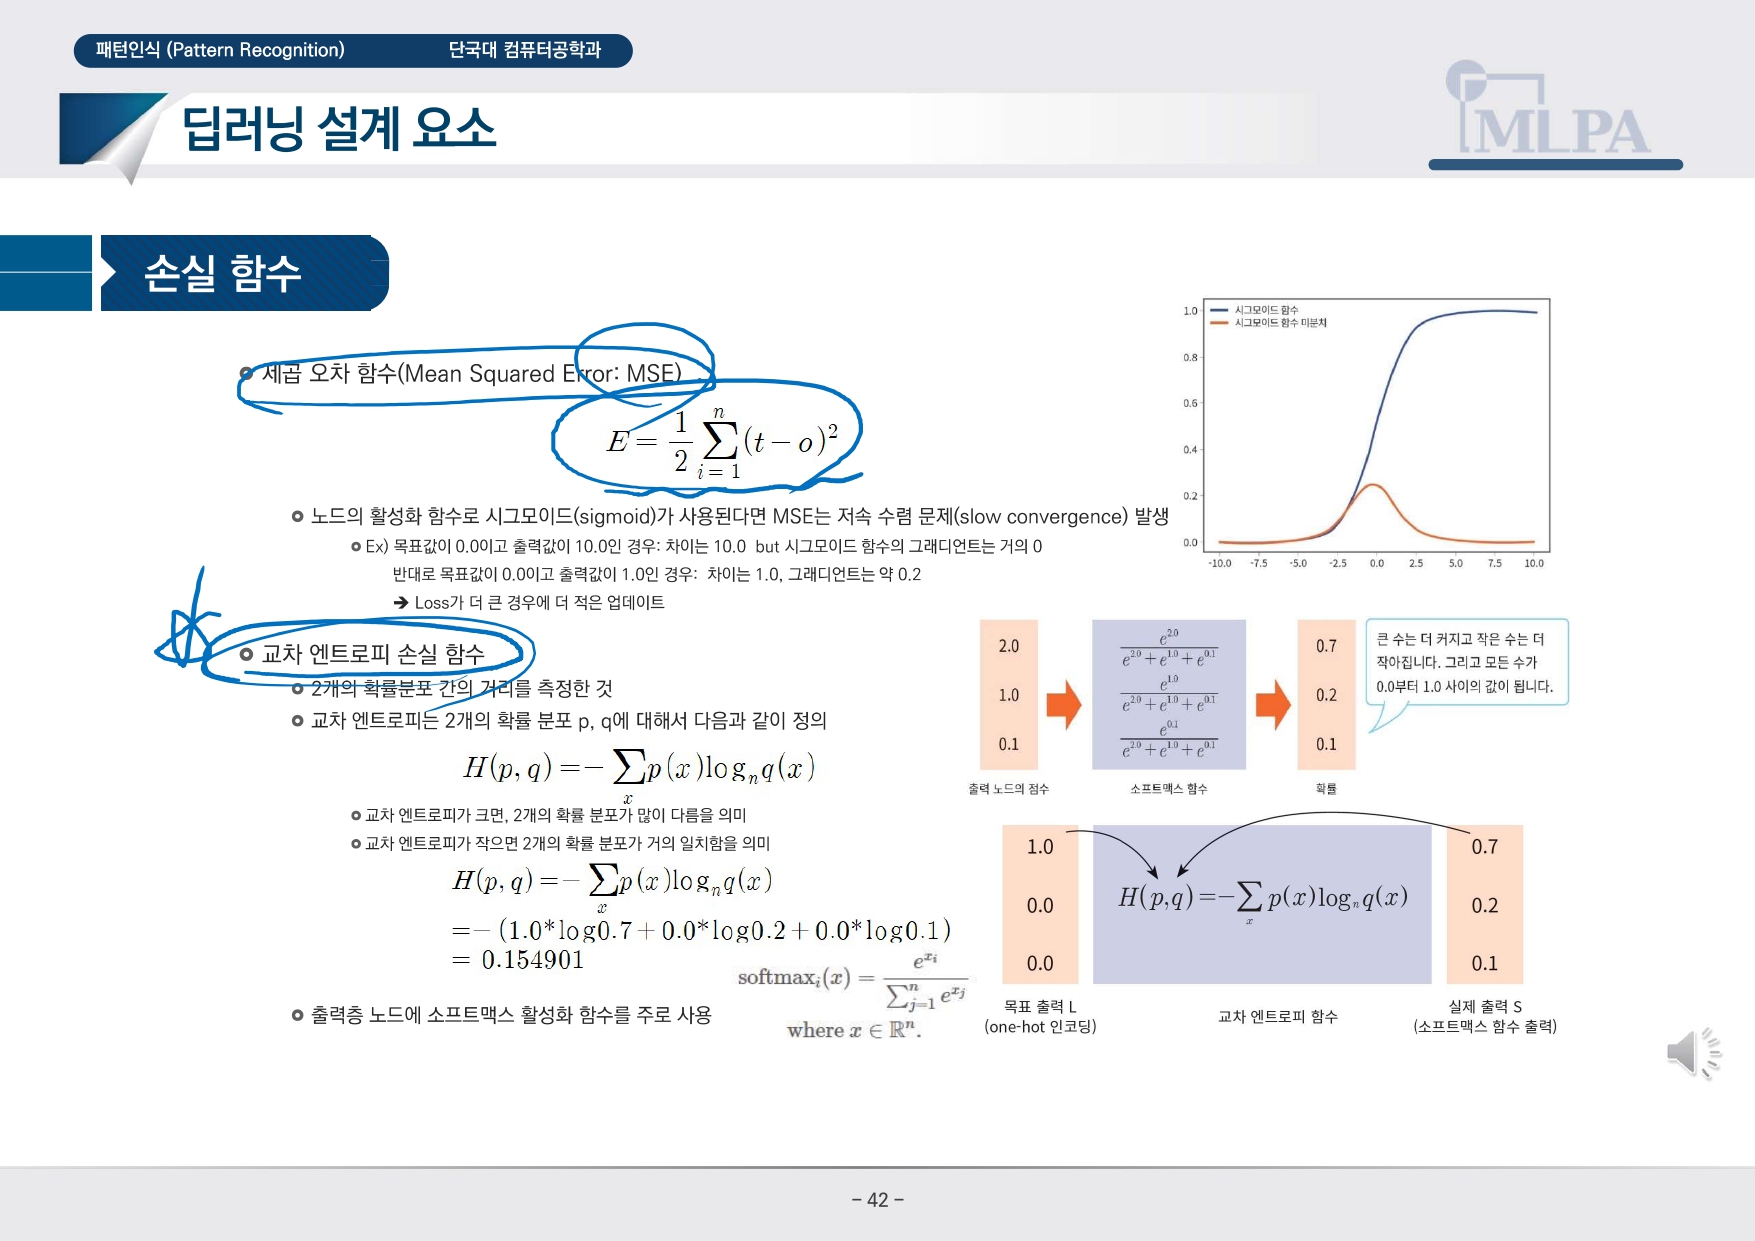 패턴인식 (Pattern Recognition) 단국대 컴퓨터공학과
딥러닝 설계 요소
MLPA
손실 함수
제곱 오차 함수(Mean Squared Error: MSE)
E = \frac{1}{2} \sum_{i=1}^{n} (t - o)^2
노드의 활성화 함수로 시그모이드(sigmoid)가 사용된다면 MSE는 저속 수렴 문제(slow convergence) 발생
Ex) 목표값이 0.0이고 출력값이 10.0인 경우: 차이는 10.0 but 시그모이드 함수의 그래디언트는 거의 0
반대로 목표값이 0.0이고 출력값이 1.0인 경우: 차이는 1.0, 그래디언트는 약 0.2
➔ Loss가 더 큰 경우에 더 적은 업데이트
교차 엔트로피 손실 함수
2개의 확률분포 간의 거리를 측정한 것
교차 엔트로피는 2개의 확률 분포 p, q에 대해서 다음과 같이 정의
H(p, q) = - \sum_x p(x) log_n q(x)
교차 엔트로피가 크면, 2개의 확률 분포가 많이 다름을 의미
교차 엔트로피가 작으면 2개의 확률 분포가 거의 일치함을 의미
H(p, q) = - \sum_x p(x) log_n q(x)
= - (1.0*log0.7 + 0.0*log0.2 + 0.0*log0.1)
= 0.154901
출력층 노드에 소프트맥스 활성화 함수를 주로 사용
softmax_i(x) = \frac{e^{x_i}}{\sum_{j=1}^{n} e^{x_j}}
where x ∈ ℝ^n.
시그모이드 함수
시그모이드 함수 미분치
1.0
0.8
0.6
0.4
0.2
0.0
-10.0 -7.5 -5.0 -2.5 0.0 2.5 5.0 7.5 10.0
2.0 \frac{e^{2.0}}{e^{2.0} + e^{1.0} + e^{0.1}} 0.7
1.0 \frac{e^{1.0}}{e^{2.0} + e^{1.0} + e^{0.1}} 0.2
0.1 \frac{e^{0.1}}{e^{2.0} + e^{1.0} + e^{0.1}} 0.1
출력 노드의 점수 소프트맥스 함수 확률
큰 수는 더 커지고 작은 수는 더
작아집니다. 그리고 모든 수가
0.0부터 1.0 사이의 값이 됩니다.
1.0 0.7
0.0 H(p,q) = - \sum_x p(x) log_n q(x) 0.2
0.0 0.1
목표 출력 L
(one-hot 인코딩)
교차 엔트로피 함수
실제 출력 S
(소프트맥스 함수 출력)
- 42 -